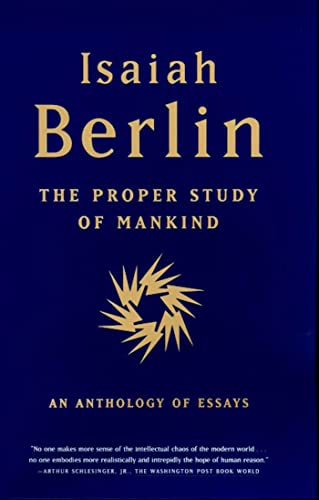 Isaiah
Berlin
THE PROPER STUDY
OF MANKIND
AN ANTHOLOGY OF ESSAYS
"No one makes more sense of the intellectual chaos of the modern world . . .
no one embodies more realistically and intrepidly the hope of human reason."
—ARTHUR SCHLESINGER, JR., THE WASHINGTON POST BOOK WORLD